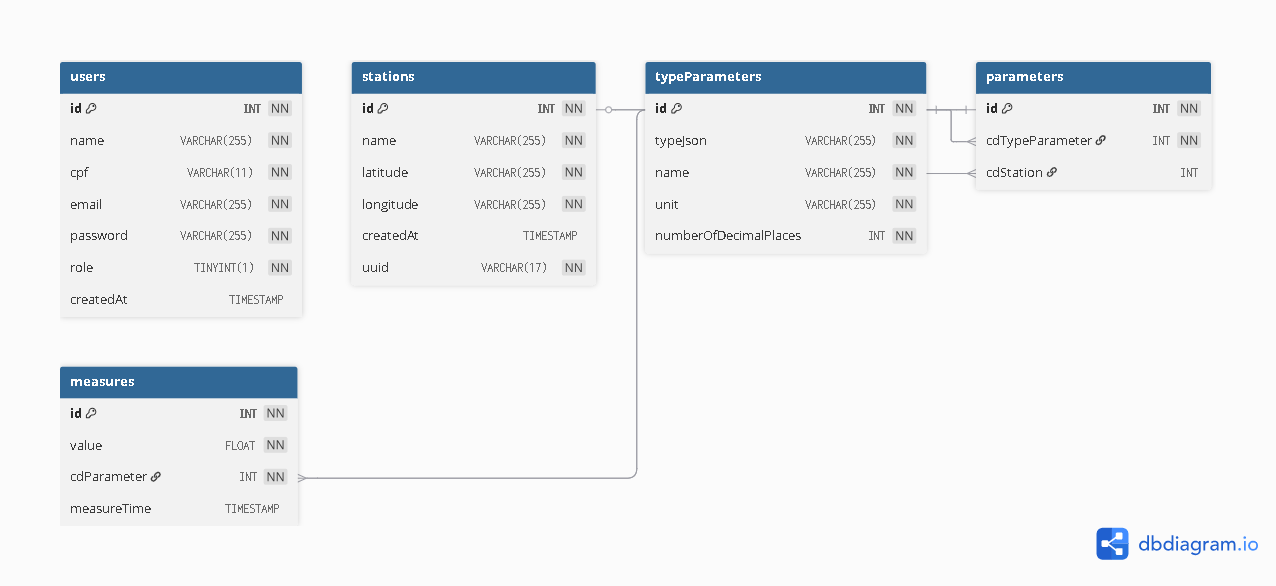 users
id INT NN
name VARCHAR(255) NN
cpf VARCHAR(11) NN
email VARCHAR(255) NN
password VARCHAR(255) NN
role TINYINT(1) NN
createdAt TIMESTAMP
stations
id INT NN
name VARCHAR(255) NN
latitude VARCHAR(255) NN
longitude VARCHAR(255) NN
createdAt TIMESTAMP
uuid VARCHAR(17) NN
typeParameters
id INT NN
typeJson VARCHAR(255) NN
name VARCHAR(255) NN
unit VARCHAR(255) NN
numberOfDecimalPlaces INT NN
parameters
id INT NN
cdTypeParameter INT NN
cdStation INT
measures
id INT NN
value FLOAT NN
cdParameter INT NN
measureTime TIMESTAMP
dbdiagram.io